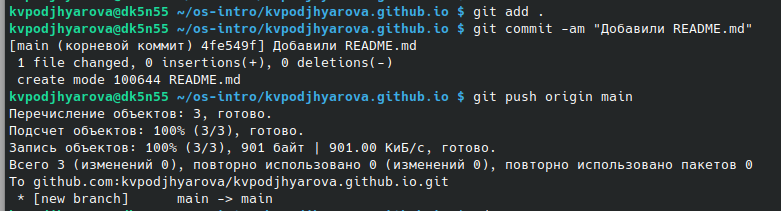 kvpodjhyarova@dk5n55 ~/os-intro/kvpodjhyarova.github.io $ git add .
kvpodjhyarova@dk5n55 ~/os-intro/kvpodjhyarova.github.io $ git commit -am "Добавили README.md"
[main (корневой коммит) 4fe549f] Добавили README.md
 1 file changed, 0 insertions(+), 0 deletions(-)
 create mode 100644 README.md
kvpodjhyarova@dk5n55 ~/os-intro/kvpodjhyarova.github.io $ git push origin main
Перечисление объектов: 3, готово.
Подсчет объектов: 100% (3/3), готово.
Запись объектов: 100% (3/3), 901 байт | 901.00 КиБ/с, готово.
Всего 3 (изменений 0), повторно использовано 0 (изменений 0), повторно использовано пакетов 0
To github.com:kvpodjhyarova/kvpodjhyarova.github.io.git
 * [new branch]      main -> main